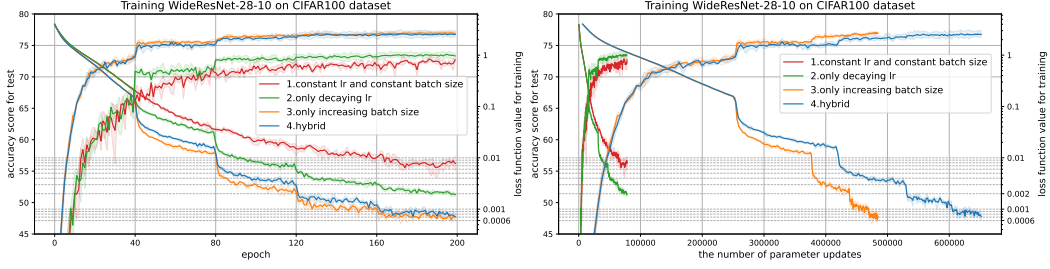 Training WideResNet-28-10 on CIFAR100 dataset
80
75
70
65
60
55
50
45
accuracy score for test
1
0.1
0.01
0.002
0.001
0.0006
loss function value for training
1.constant lr and constant batch size
2.only decaying lr
3.only increasing batch size
4.hybrid
0
40
80
120
160
200
epoch
Training WideResNet-28-10 on CIFAR100 dataset
80
75
70
65
60
55
50
45
accuracy score for test
1
0.1
0.01
0.002
0.001
0.0006
loss function value for training
1.constant lr and constant batch size
2.only decaying lr
3.only increasing batch size
4.hybrid
0
100000
200000
300000
400000
500000
600000
the number of parameter updates